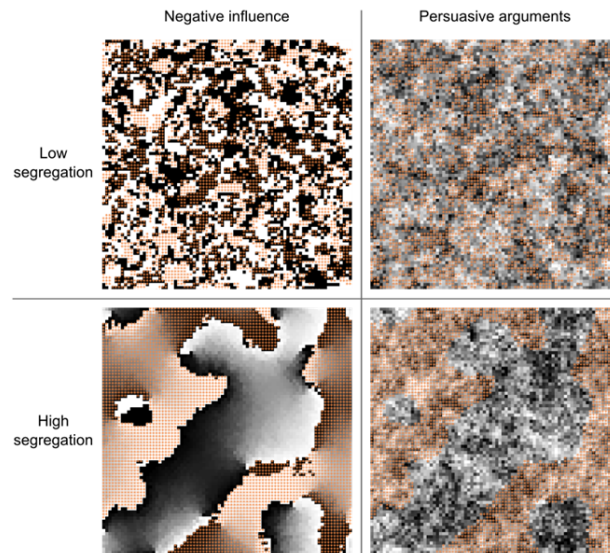 Negative influence
Persuasive arguments
Low
segregation
High
segregation